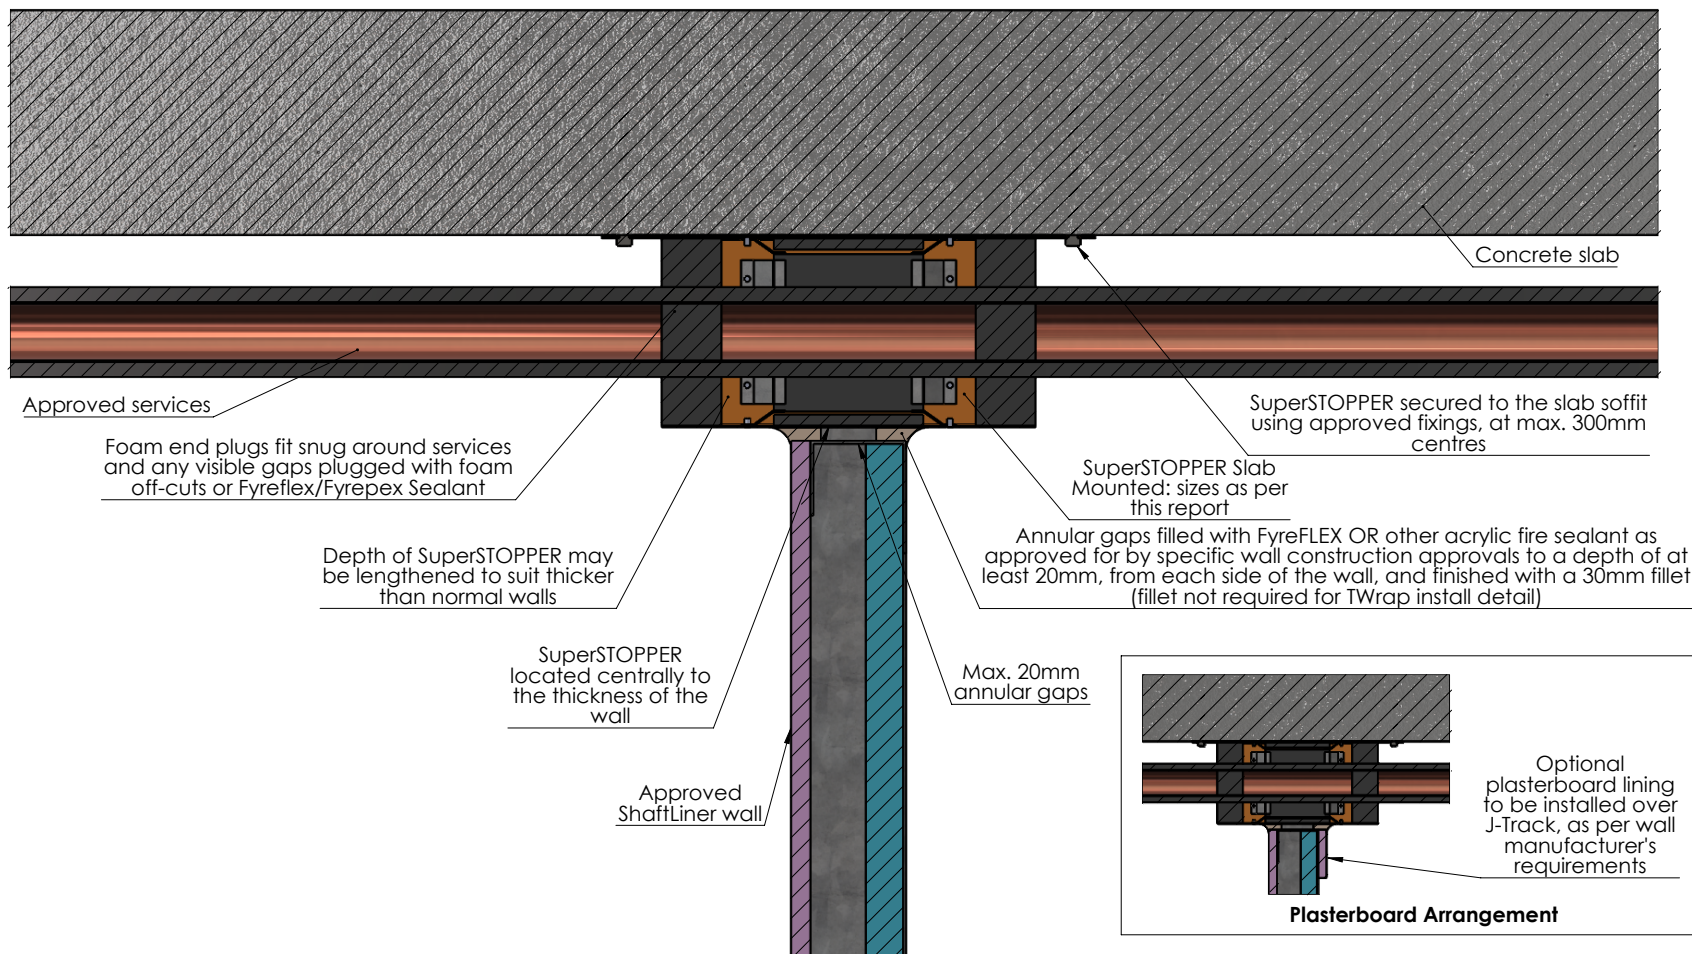 Concrete slab
Approved services
SuperSTOPPER secured to the slab soffit
using approved fixings, at max. 300mm
centres
Foam end plugs fit snug around services
and any visible gaps plugged with foam
off-cuts or Fyreflex/Fyrepex Sealant
SuperSTOPPER Slab
Mounted: sizes as per
this report
Annular gaps filled with FyreFLEX OR other acrylic fire sealant as
approved for by specific wall construction approvals to a depth of at
least 20mm, from each side of the wall, and finished with a 30mm fillet
(fillet not required for TWrap install detail)
Depth of SuperSTOPPER may
be lengthened to suit thicker
than normal walls
SuperSTOPPER
located centrally to
the thickness of the
wall
Max. 20mm
annular gaps
Approved
ShaftLiner wall
Optional
plasterboard lining
to be installed over
J-Track, as per wall
manufacturer's
requirements
Plasterboard Arrangement